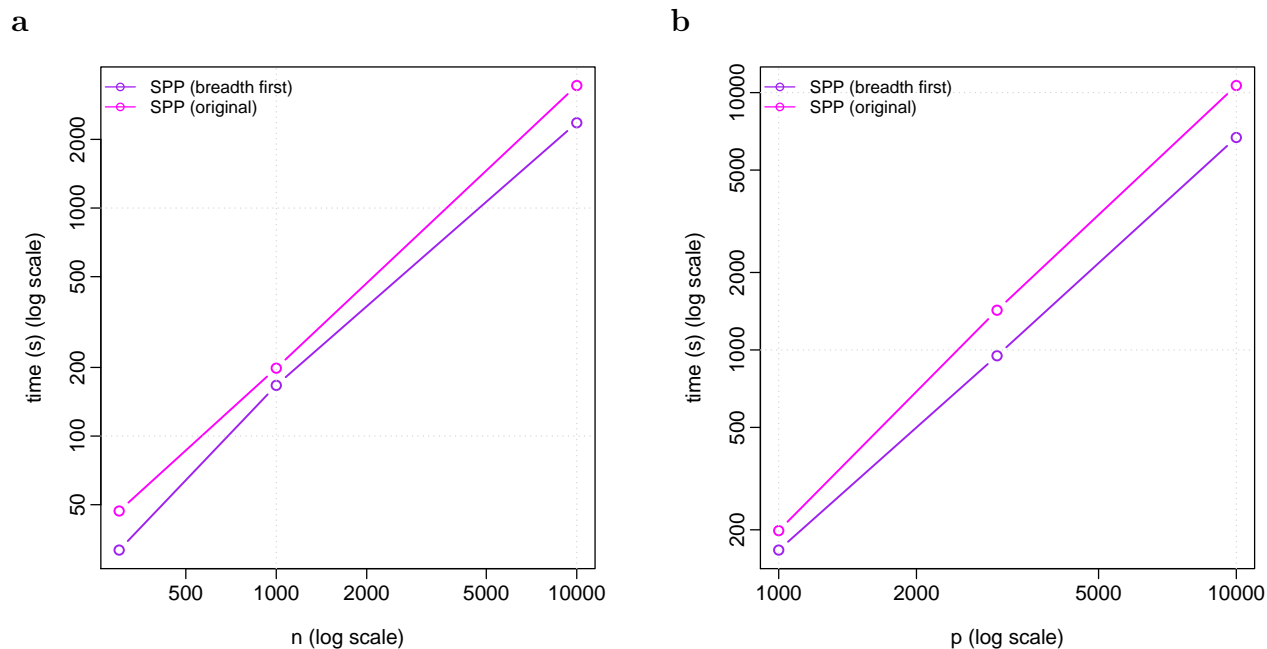 a
SPP (breadth first)
SPP (original)
2000
1000
500
200
100
50
time (s) (log scale)
500 1000 2000 5000 10000
n (log scale)
b
SPP (breadth first)
SPP (original)
10000
5000
2000
1000
500
200
time (s) (log scale)
1000 2000 5000 10000
p (log scale)